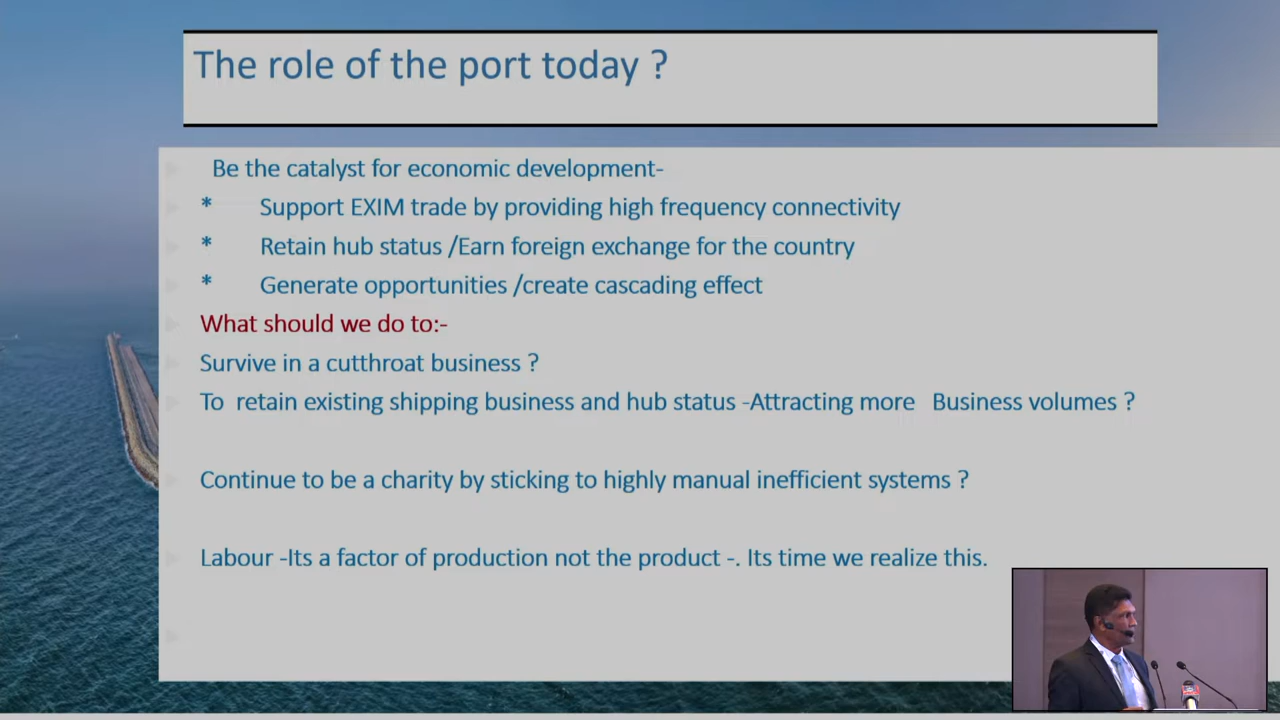 The role of the port today ?
Be the catalyst for economic development-
* Support EXIM trade by providing high frequency connectivity
* Retain hub status /Earn foreign exchange for the country
* Generate opportunities /create cascading effect
What should we do to:-
Survive in a cutthroat business ?
To retain existing shipping business and hub status -Attracting more Business volumes ?
Continue to be a charity by sticking to highly manual inefficient systems ?
Labour -Its a factor of production not the product -. Its time we realize this.